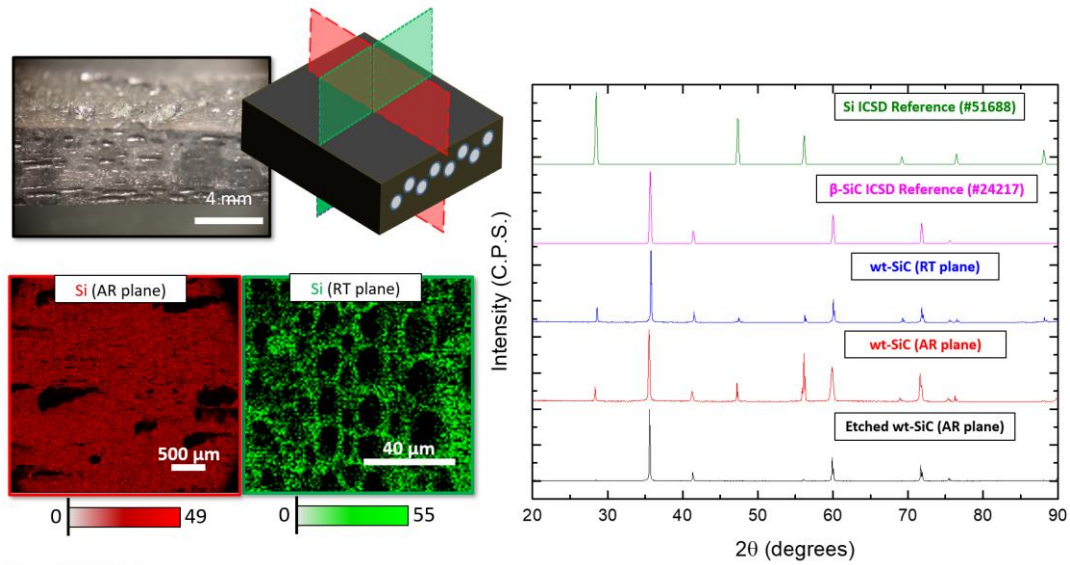 4 mm
Si (AR plane)
Si (RT plane)
500 µm
40 µm
0
49
0
55
Intensity (C.P.S.)
Si ICSD Reference (#51688)
β-SiC ICSD Reference (#24217)
wt-SiC (RT plane)
wt-SiC (AR plane)
Etched wt-SiC (AR plane)
20 30 40 50 60 70 80 90
2θ (degrees)